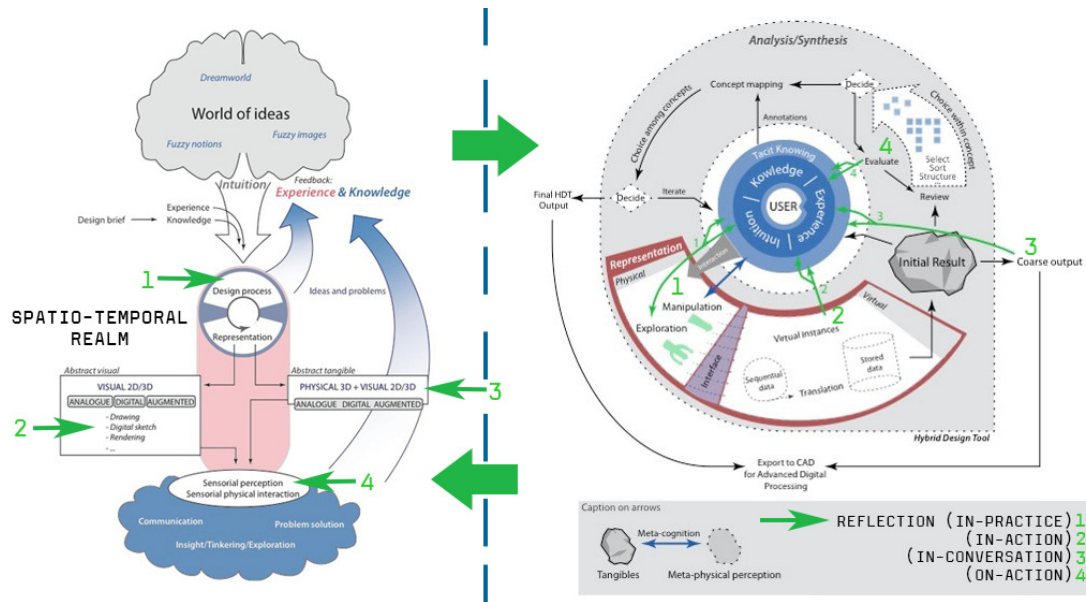 Dreamworld
World of ideas
Fuzzy images
Fuzzy notions
Intuition
Feedback:
Experience & Knowledge
Design brief
Experience
Knowledge
1
Design process
Ideas and problems
SPATIO-TEMPORAL
REALM
Representation
Abstract visual
VISUAL 2D/3D
ANALOGUE DIGITAL AUGMENTED
- Drawing
- Digital sketch
- Rendering
- ...
2
Abstract tangible
PHYSICAL 3D + VISUAL 2D/3D
ANALOGUE DIGITAL AUGMENTED
3
Sensorial perception
Sensorial physical interaction
4
Communication
Problem solution
Insight/Tinkering/Exploration
Analysis/Synthesis
Concept mapping
Decide
Choice within concept
Choice among concepts
Annotations
Select
Sort
Structure
...
4
Evaluate
4
Review
Tacit Knowing
Kowledge
Experience
Intuition
USER
Final HDT
Output
Decide
Iterate
3
3
Initial Result
Coarse output
Representation
Physical
Interaction
1
1
Manipulation
Exploration
2
2
Interface
Virtual
Virtual instances
Sequential
data
Stored
data
Translation
Hybrid Design Tool
Export to CAD
for Advanced Digital
Processing
Caption on arrows
Meta-cognition
Tangibles
Meta-physical perception
REFLECTION (IN-PRACTICE) 1
(IN-ACTION) 2
(IN-CONVERSATION) 3
(ON-ACTION) 4